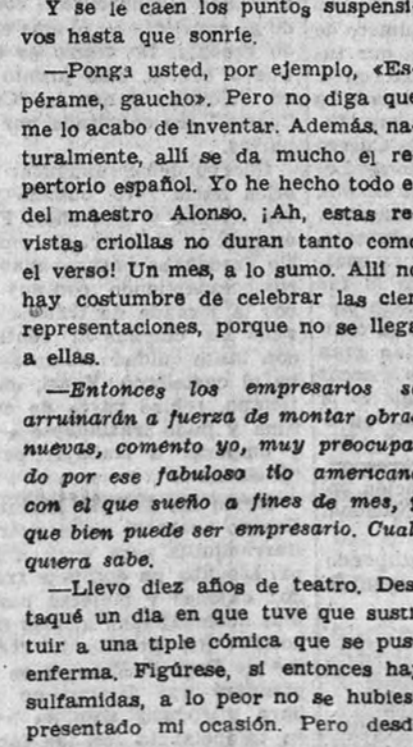 Y se le caen los puntos suspensi-
vos hasta que sonríe.
—Ponga usted, por ejemplo, «Es-
pérame, gaucho». Pero no diga que
me lo acabo de inventar. Además, na-
turalmente, allí se da mucho el re-
pertorio español. Yo he hecho todo e
del maestro Alonso. ¡Ah, estas re-
vistas criollas no duran tanto como
el verso! Un mes, a lo sumo. Allí no
hay costumbre de celebrar las cien
representaciones, porque no se llega
a ellas.
—Entonces los empresarios s
arruinarán a fuerza de montar obra
nuevas, comento yo, muy preocupa-
do por ese fabuloso tío american
con el que sueño a fines de mes, y
que bien puede ser empresario. Cual-
quiera sabe.
—Llevo diez años de teatro. Des-
taqué un día en que tuve que susti-
tuir a una tiple cómica que se pus
enferma. Figúrese, si entonces hay
sulfamidas, a lo peor no se hubies
presentado mi ocasión. Pero desd